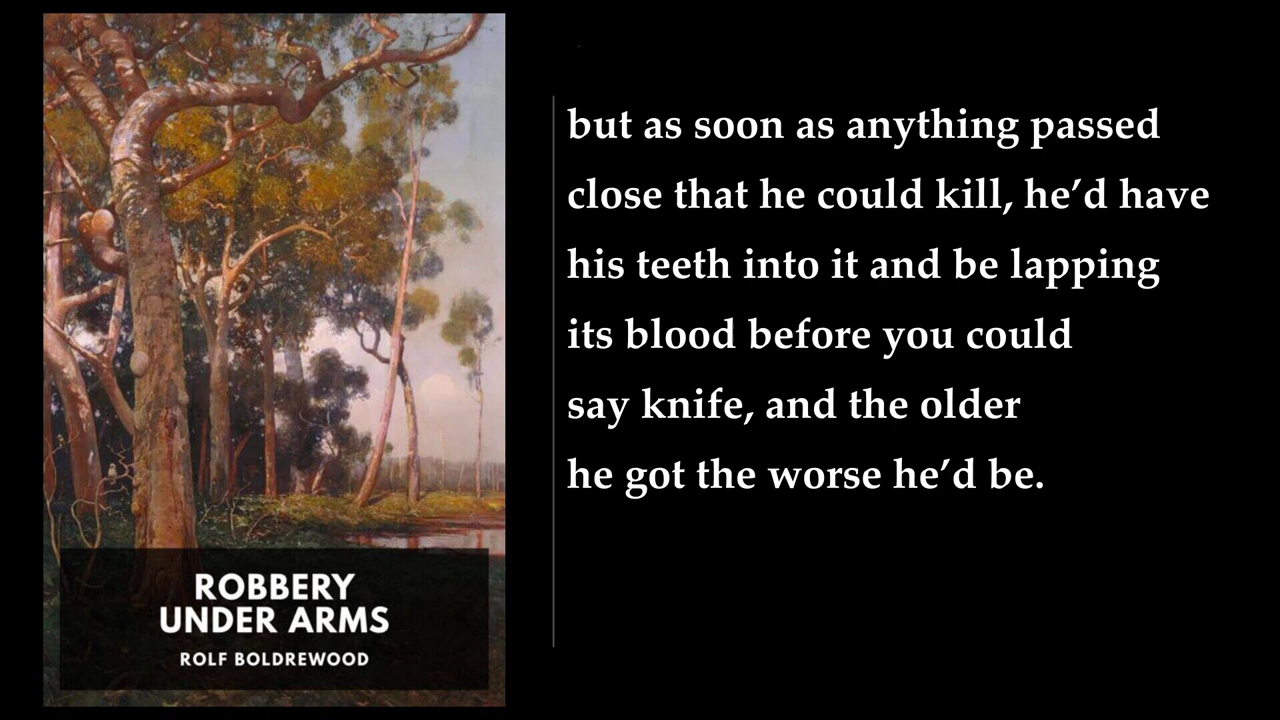 ROBBERY
UNDER ARMS
ROLF BOLDREWOOD
but as soon as anything passed
close that he could kill, he’d have
his teeth into it and be lapping
its blood before you could
say knife, and the older
he got the worse he’d be.